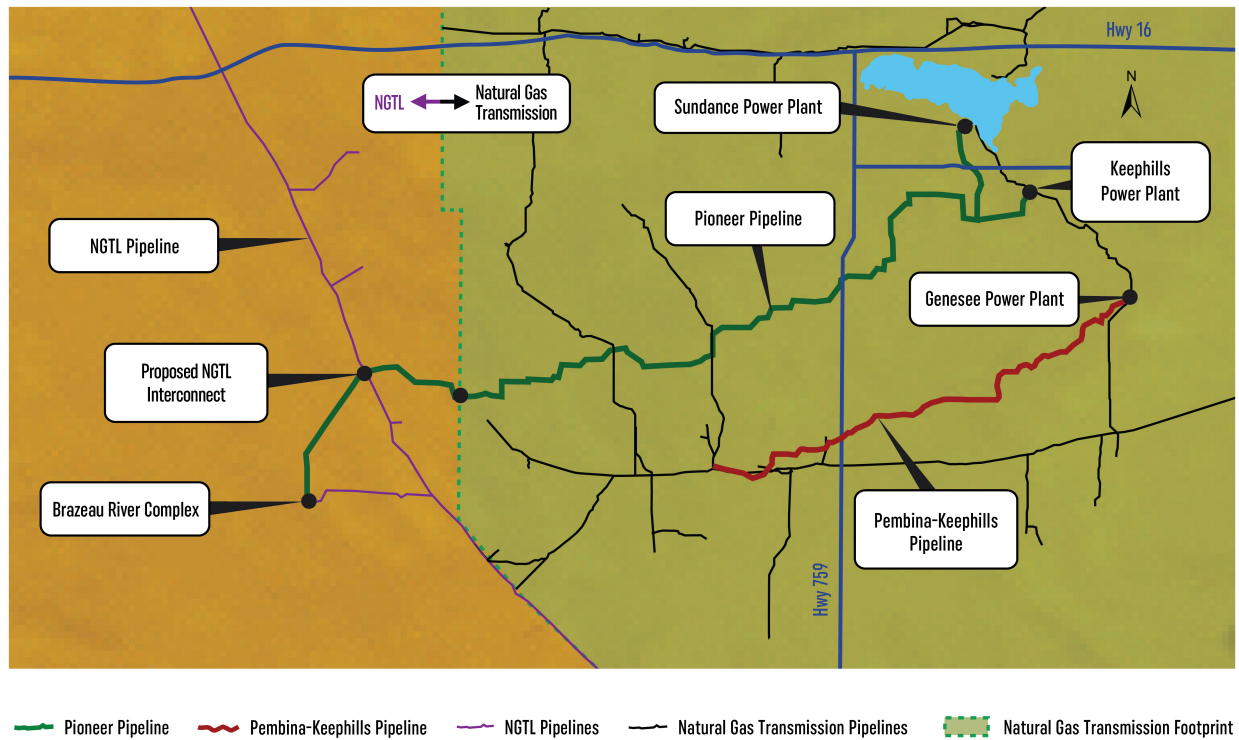 Hwy 16
NGTL
Natural Gas
Transmission
Sundance Power Plant
N
Keephills
Power Plant
Pioneer Pipeline
NGTL Pipeline
Genesee Power Plant
Proposed NGTL
Interconnect
Brazeau River Complex
Pembina-Keephills
Pipeline
Hwy 759
Pioneer Pipeline
Pembina-Keephills Pipeline
NGTL Pipelines
Natural Gas Transmission Pipelines
Natural Gas Transmission Footprint